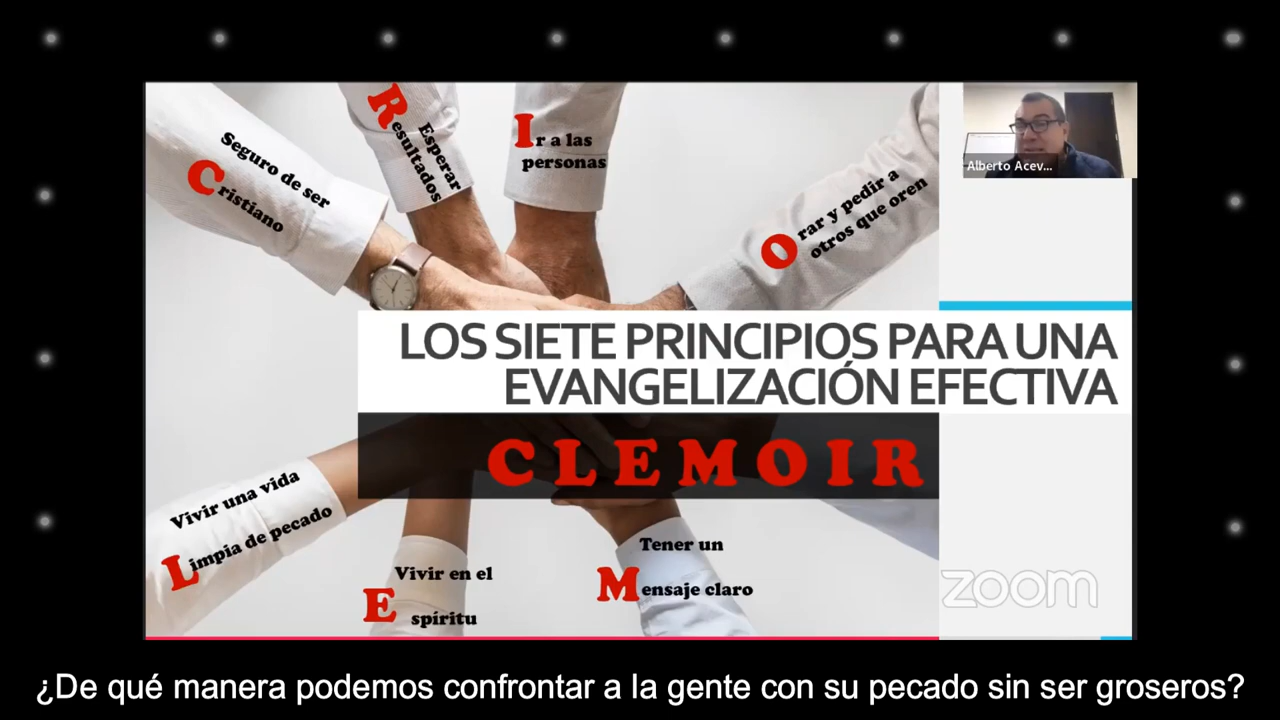 Seguro de ser
Cristiano
Esperar
Resultados
Ir a las
personas
Orar y pedir a
otros que oren
Alberto Acev...
LOS SIETE PRINCIPIOS PARA UNA
EVANGELIZACIÓN EFECTIVA
CLEMOIR
Vivir una vida
Limpia de pecado
Vivir en el
Espíritu
Tener un
Mensaje claro
zoom
¿De qué manera podemos confrontar a la gente con su pecado sin ser groseros?